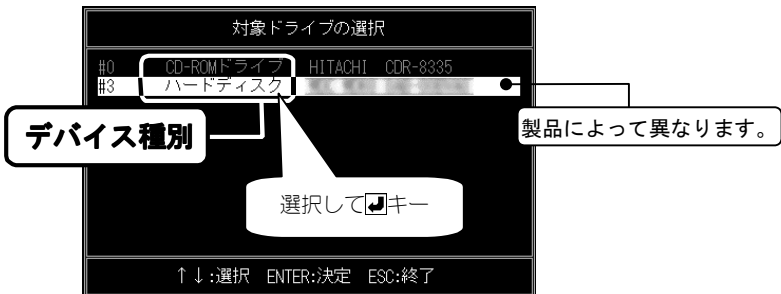 対象ドライブの選択
#0 CD-ROMドライブ HITACHI CDR-8335
#3 ハードディスク
デバイス種別
製品によって異なります。
選択して↵キー
↑↓:選択 ENTER:決定 ESC:終了